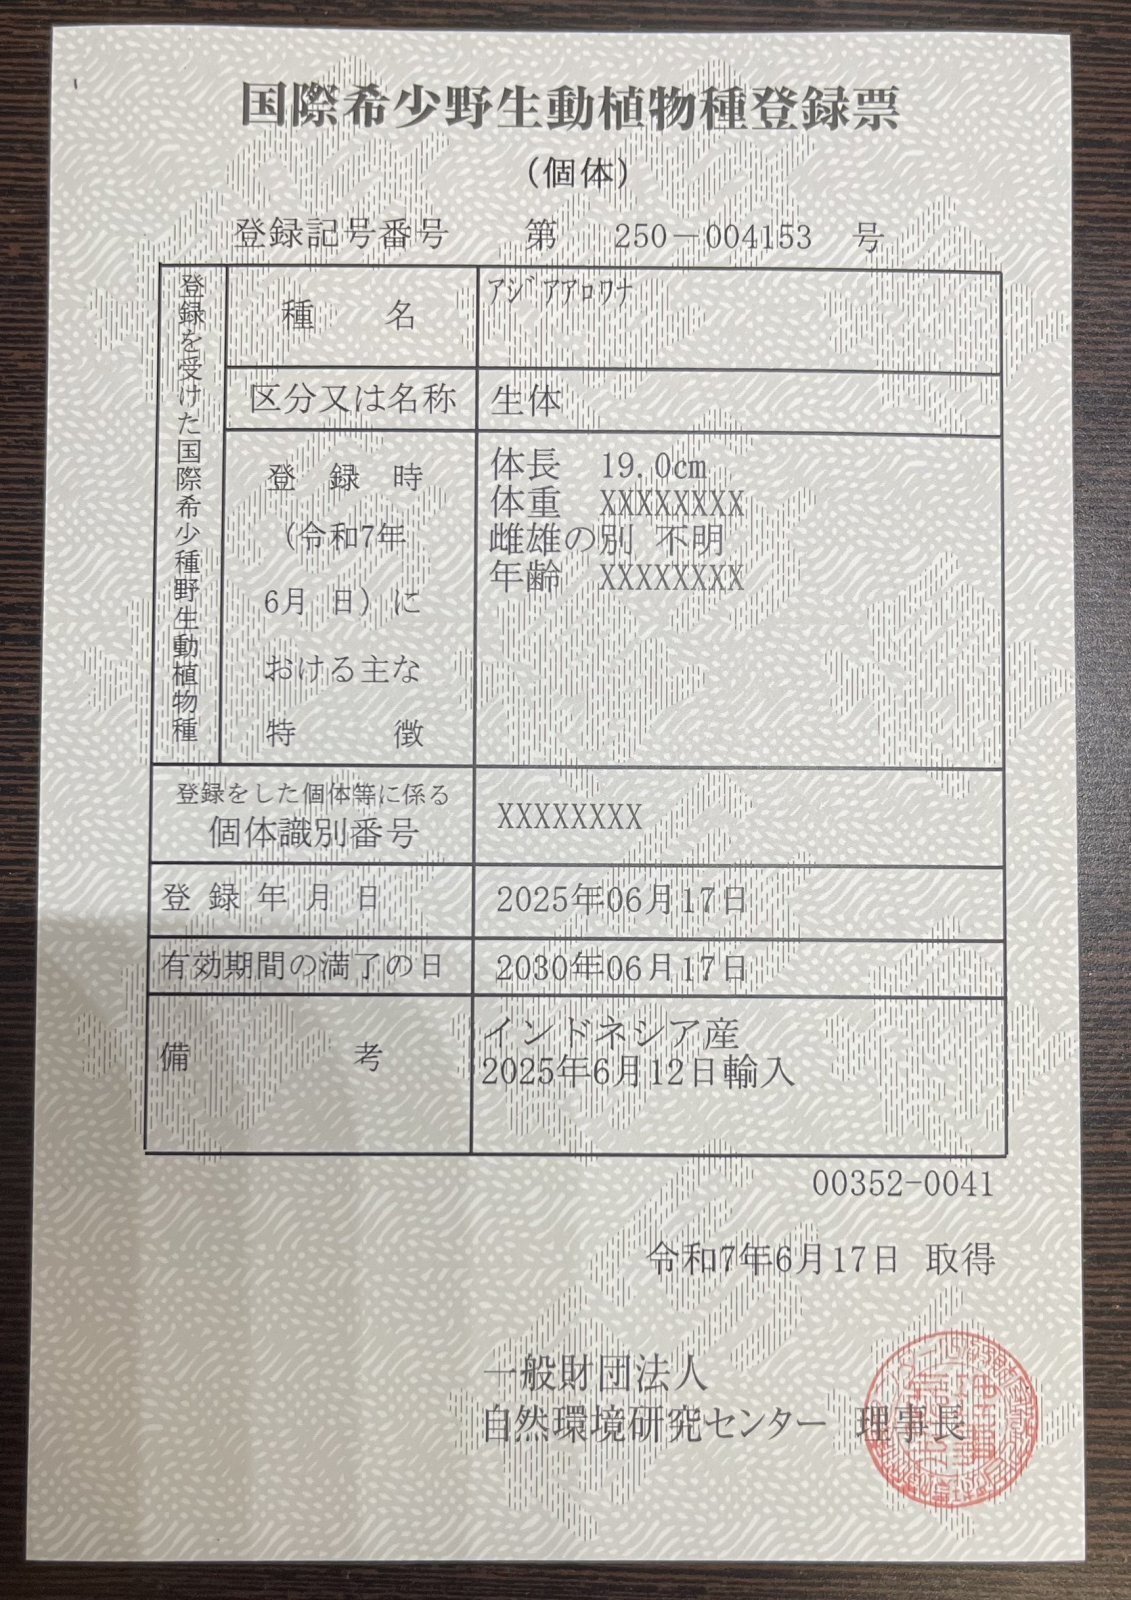 国際希少野生動植物種登録票
(個体)
登録記号番号 第 250-004153 号
登録を受けた国際希少種野生動植物種
種 名
ｱｼﾞｱｱﾛﾜﾅ
区分又は名称
生体
登 録 時
(令和7年
6月 日)に
おける主な
特 徴
体長 19.0cm
体重 XXXXXXXX
雌雄の別 不明
年齢 XXXXXXXX
登録をした個体等に係る
個体識別番号
XXXXXXXX
登 録 年 月 日
2025年06月17日
有効期間の満了の日
2030年06月17日
備 考
インドネシア産
2025年6月12日輸入
00352-0041
令和7年6月17日 取得
一般財団法人
自然環境研究センター 理事長